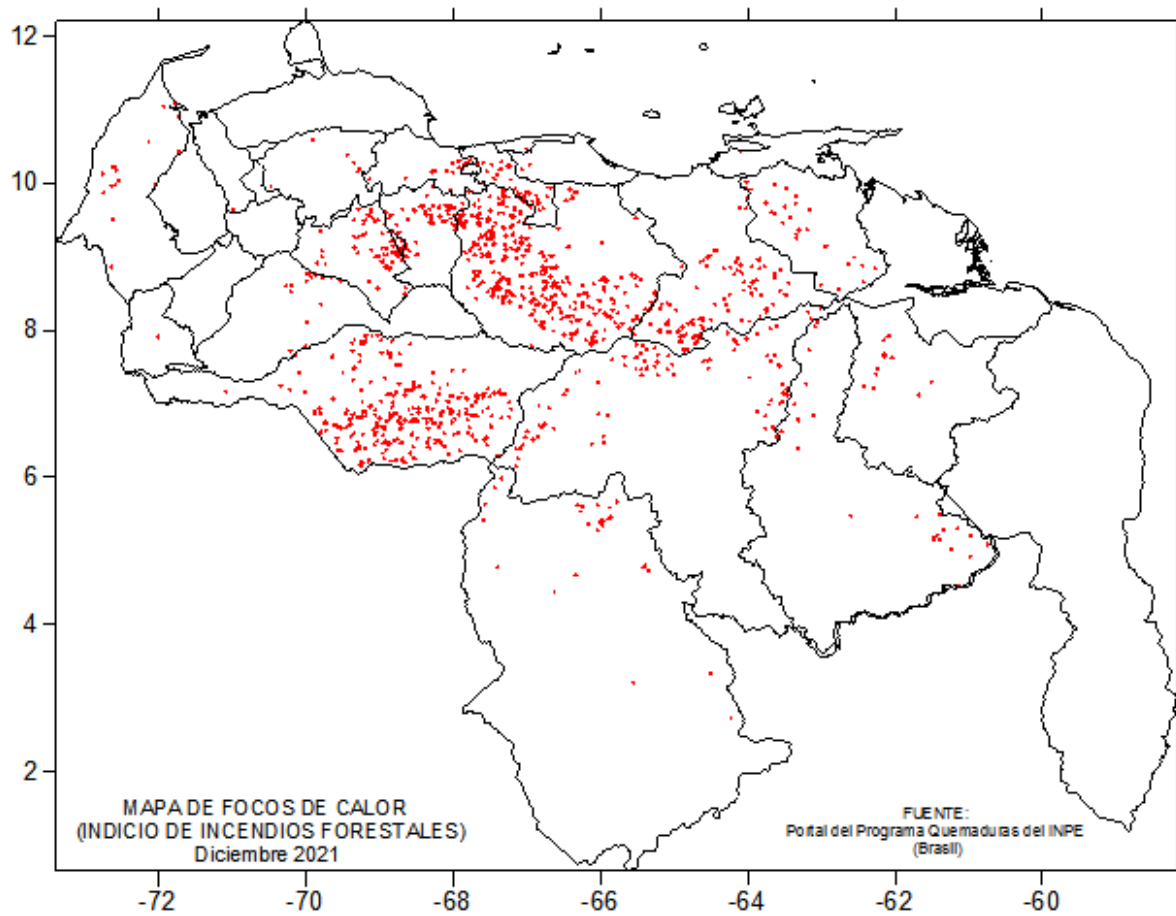 12
10
8
6
4
2
MAPA DE FOCOS DE CALOR
(INDICIO DE INCENDIOS FORESTALES)
Diciembre 2021
FUENTE:
Portal del Programa Quemaduras del INPE
(Brasil)
-72
-70
-68
-66
-64
-62
-60